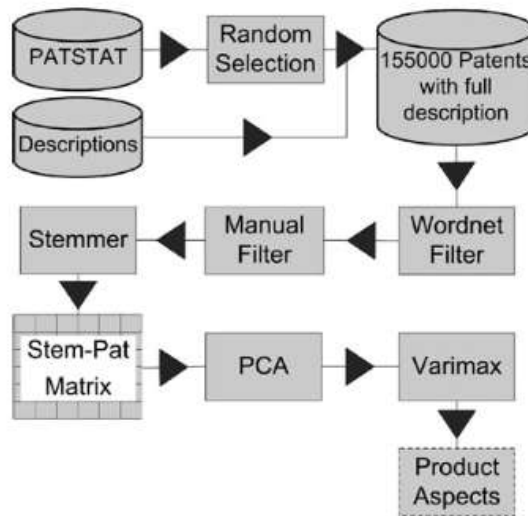 PATSTAT
Random
Selection
155000 Patents
with full
description
Descriptions
Stemmer
Manual
Filter
Wordnet
Filter
Stem-Pat
Matrix
PCA
Varimax
Product
Aspects